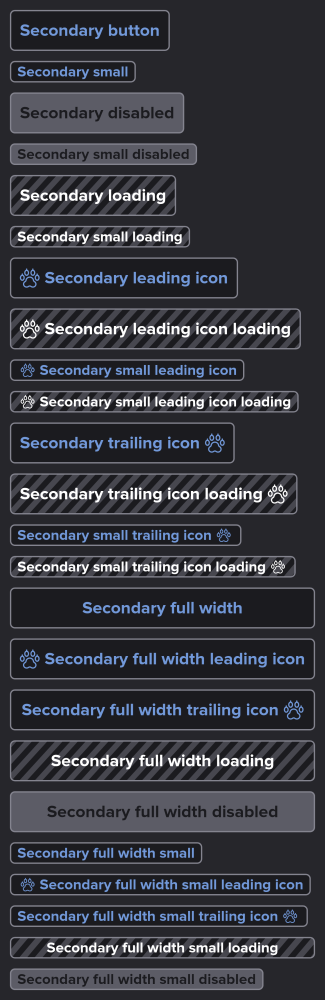 Secondary button
Secondary small
Secondary disabled
Secondary small disabled
Secondary loading
Secondary small loading
Secondary leading icon
Secondary leading icon loading
Secondary small leading icon
Secondary small leading icon loading
Secondary trailing icon
Secondary trailing icon loading
Secondary small trailing icon
Secondary small trailing icon loading
Secondary full width
Secondary full width leading icon
Secondary full width trailing icon
Secondary full width loading
Secondary full width disabled
Secondary full width small
Secondary full width small leading icon
Secondary full width small trailing icon
Secondary full width small loading
Secondary full width small disabled